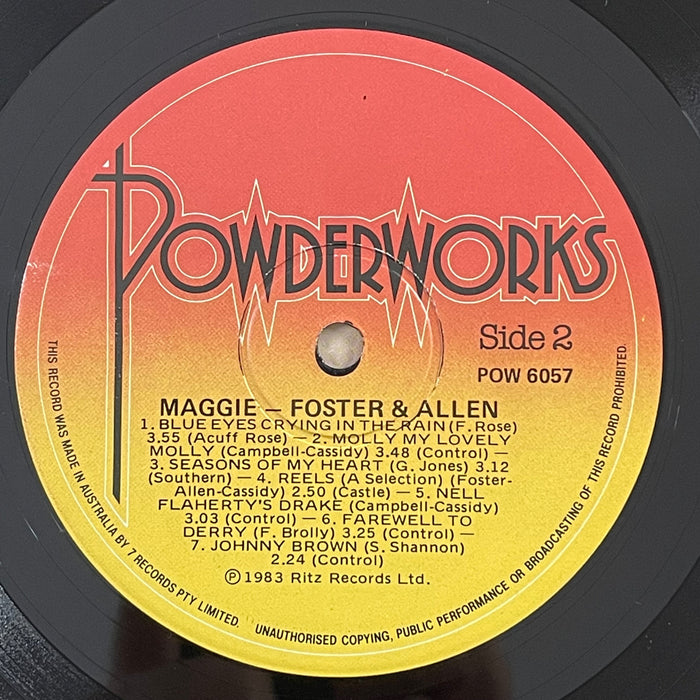 POWDERWORKS
Side 2
POW 6057
MAGGIE – FOSTER & ALLEN
1. BLUE EYES CRYING IN THE RAIN (F. Rose)
3.55 (Acuff Rose) – 2. MOLLY MY LOVELY
MOLLY (Campbell-Cassidy) 3.48 (Control) –
3. SEASONS OF MY HEART (G. Jones) 3.12
(Southern) – 4. REELS (A Selection) (Foster-
Allen-Cassidy) 2.50 (Castle) – 5. NELL
FLAHERTY'S DRAKE (Campbell-Cassidy)
3.03 (Control) – 6. FAREWELL TO
DERRY (F. Brolly) 3.25 (Control) –
7. JOHNNY BROWN (S. Shannon)
2.24 (Control)
℗ 1983 Ritz Records Ltd.
THIS RECORD WAS MADE IN AUSTRALIA BY 7 RECORDS PTY LIMITED. UNAUTHORISED COPYING, PUBLIC PERFORMANCE OR BROADCASTING OF THIS RECORD PROHIBITED.